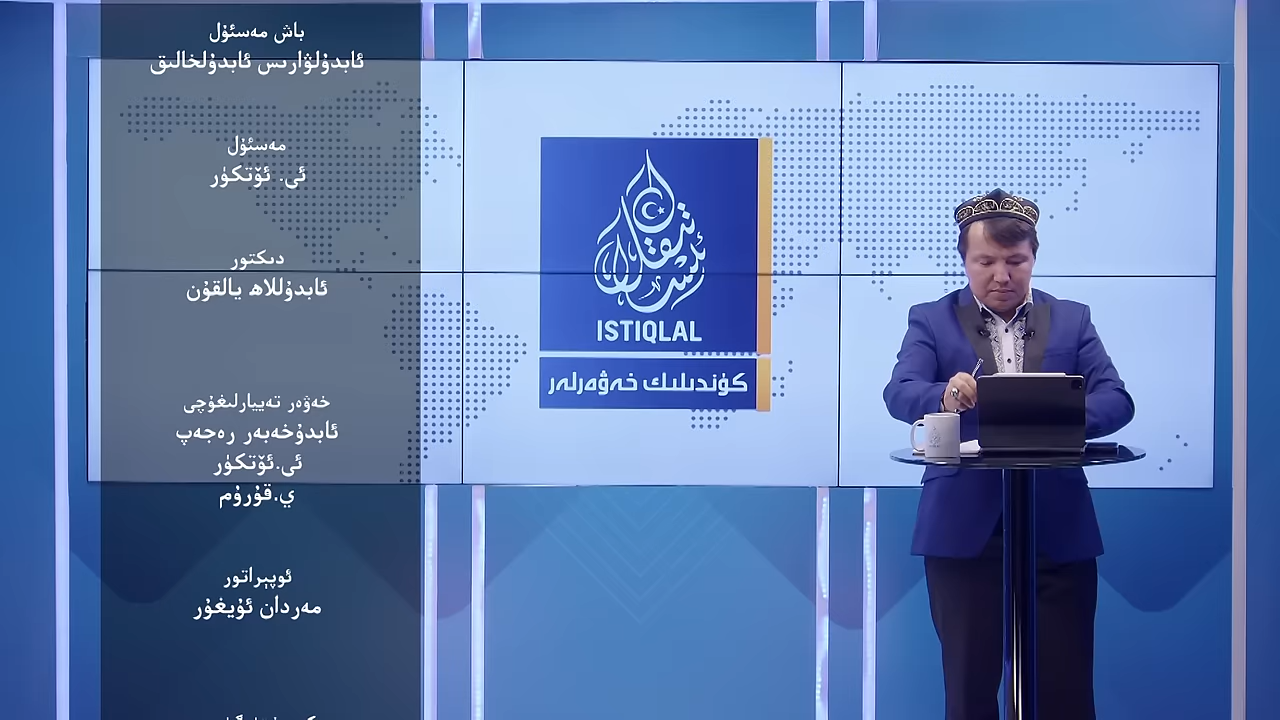 باش مەسئۇل
ئابدۇلۋارىس ئابدۇلخالىق
مەسئۇل
ئى. ئۆتكۈر
دىكتور
ئابدۇللاھ يالقۇن
خەۋەر تەييارلىغۇچى
ئابدۇخەبەر رەجەپ
ئى.ئۆتكۈر
ي.قۇرۇم
ئوپېراتور
مەردان ئۇيغۇر
ئىستىقلال
ISTIQLAL
كۈندىلىك خەۋەرلەر